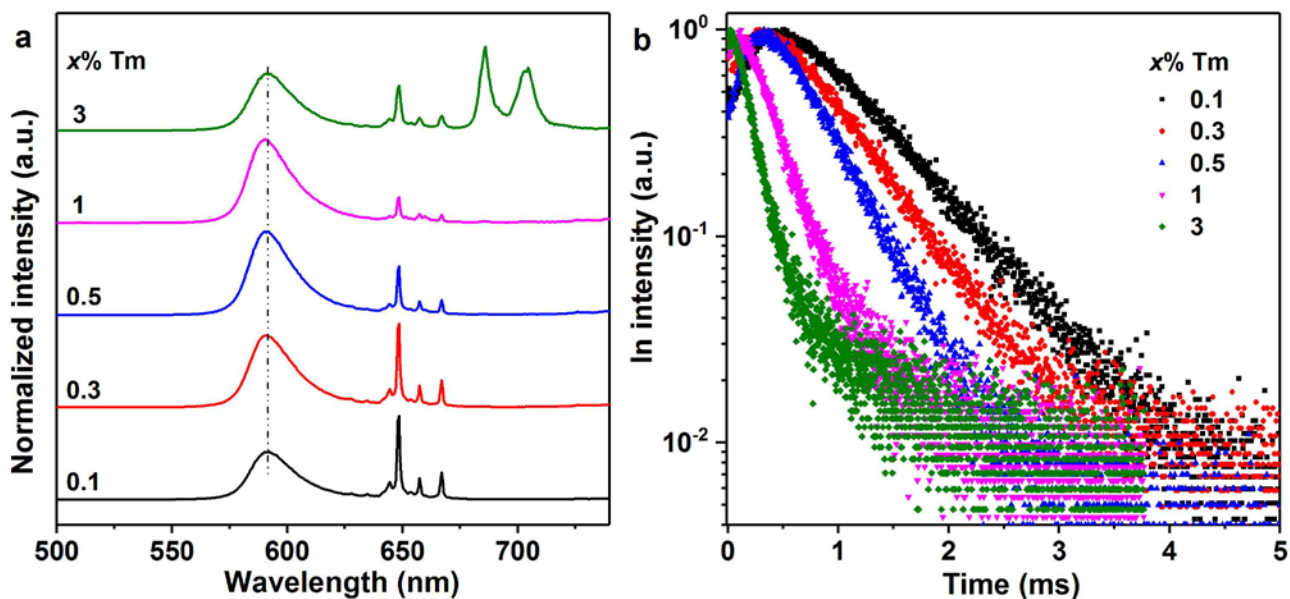 a
x% Tm
3
1
0.5
0.3
0.1
Normalized intensity (a.u.)
500 550 600 650 700
Wavelength (nm)
b
x% Tm
0.1
0.3
0.5
1
3
ln intensity (a.u.)
10⁰
10⁻¹
10⁻²
0 1 2 3 4 5
Time (ms)